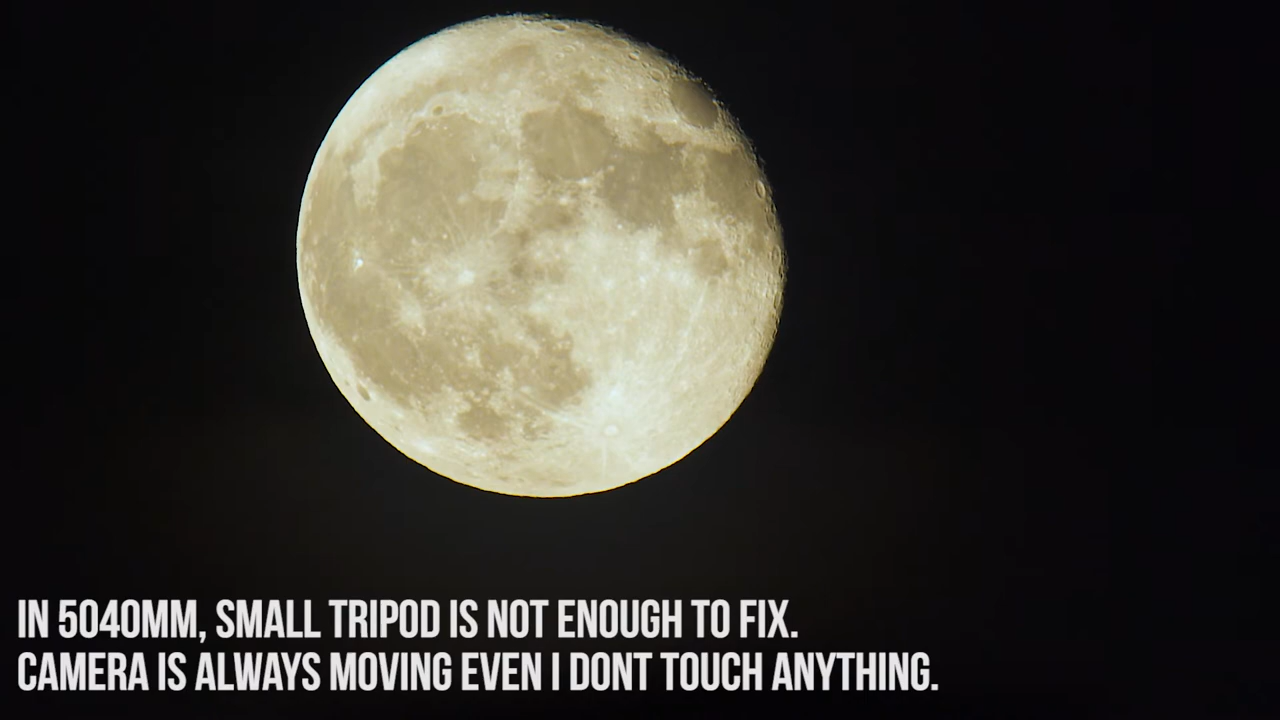 IN 5040MM, SMALL TRIPOD IS NOT ENOUGH TO FIX.
CAMERA IS ALWAYS MOVING EVEN I DONT TOUCH ANYTHING.